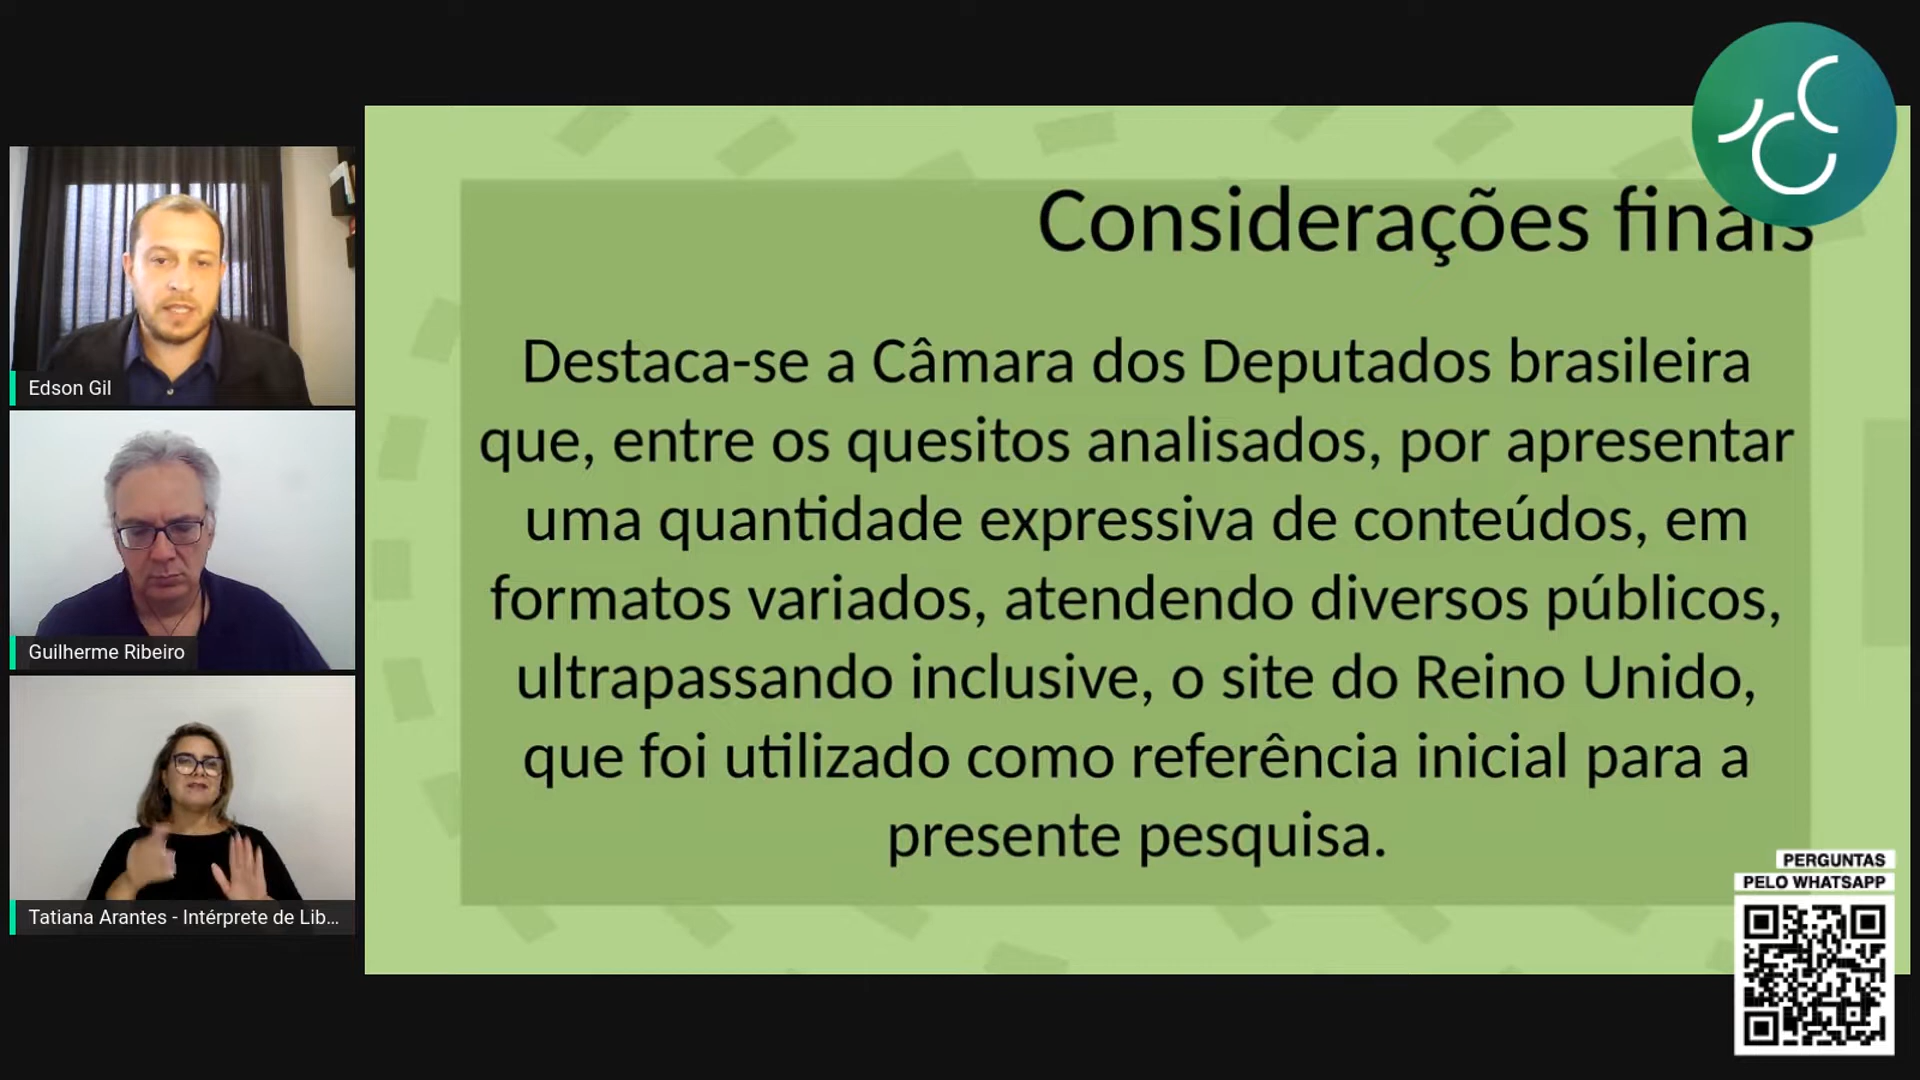 Considerações finais
Destaca-se a Câmara dos Deputados brasileira
que, entre os quesitos analisados, por apresentar
uma quantidade expressiva de conteúdos, em
formatos variados, atendendo diversos públicos,
ultrapassando inclusive, o site do Reino Unido,
que foi utilizado como referência inicial para a
presente pesquisa.
Edson Gil
Guilherme Ribeiro
Tatiana Arantes - Intérprete de Lib...
PERGUNTAS
PELO WHATSAPP